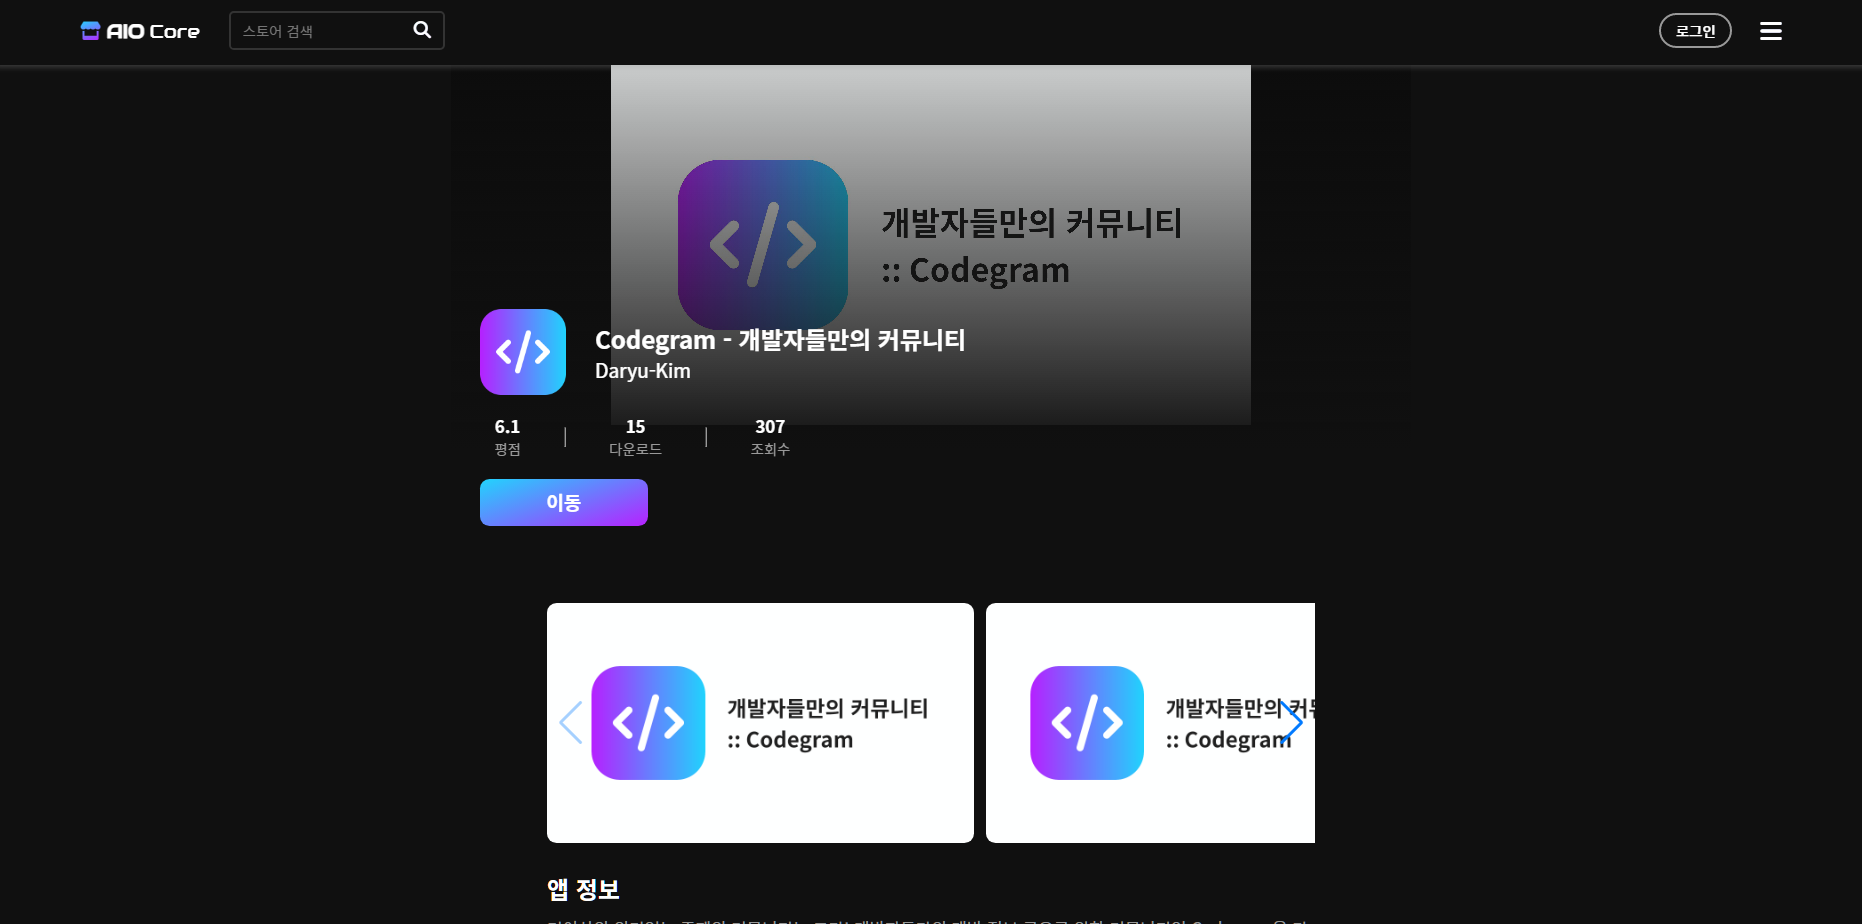 AIO Core
스토어 검색
로그인
개발자들만의 커뮤니티
:: Codegram
Codegram - 개발자들만의 커뮤니티
Daryu-Kim
6.1
평점
|
15
다운로드
|
307
조회수
이동
개발자들만의 커뮤니티
:: Codegram
개발자들만의 커뮤
:: Codegram
앱 정보